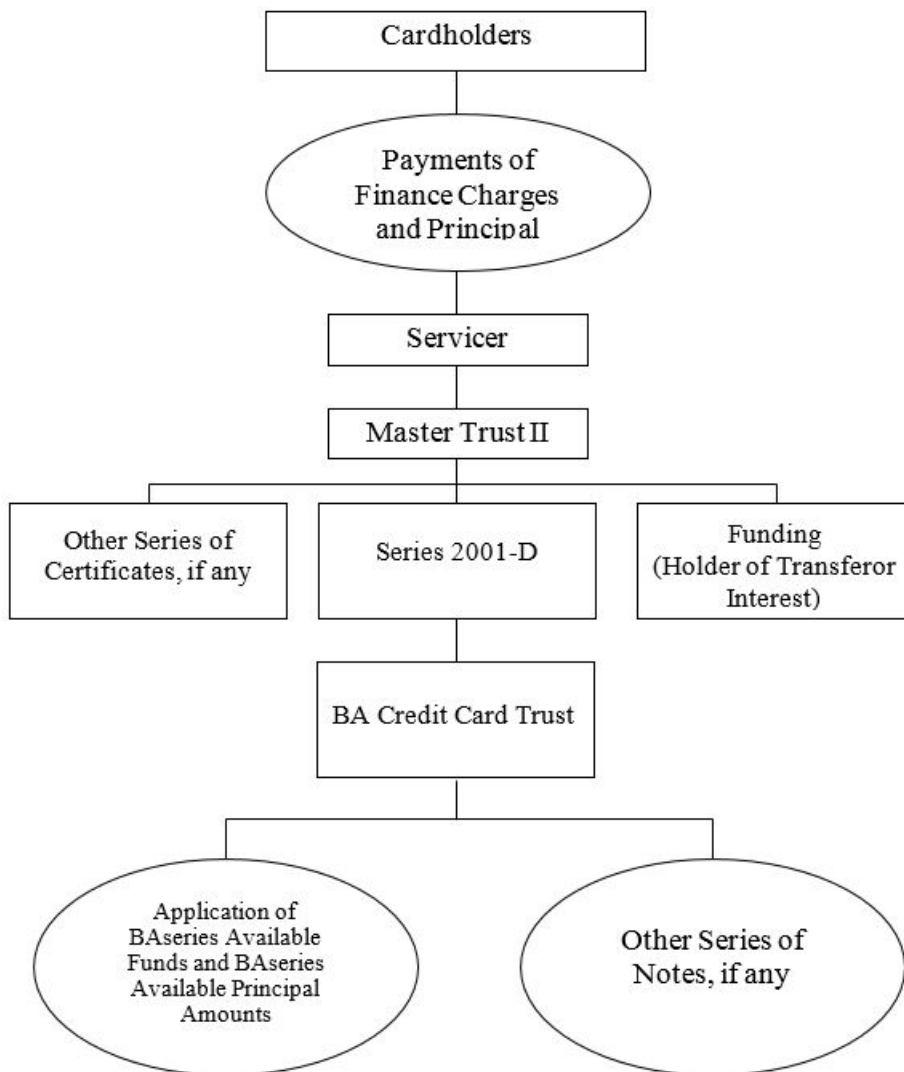 Cardholders
Payments of
Finance Charges
and Principal
Servicer
Master Trust II
Other Series of
Certificates, if any
Series 2001-D
Funding
(Holder of Transferor
Interest)
BA Credit Card Trust
Application of
BAseries Available
Funds and BAseries
Available Principal
Amounts
Other Series of
Notes, if any